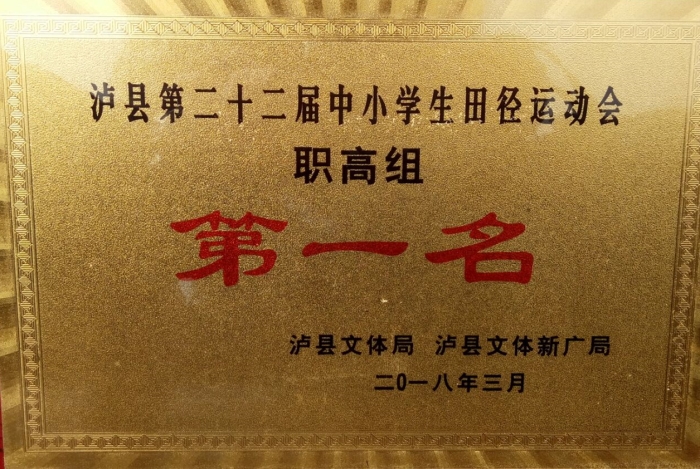 泸县第二十二届中小学生田径运动会
职高组
第一名
泸县文体局 泸县文体新广局
二0一八年三月